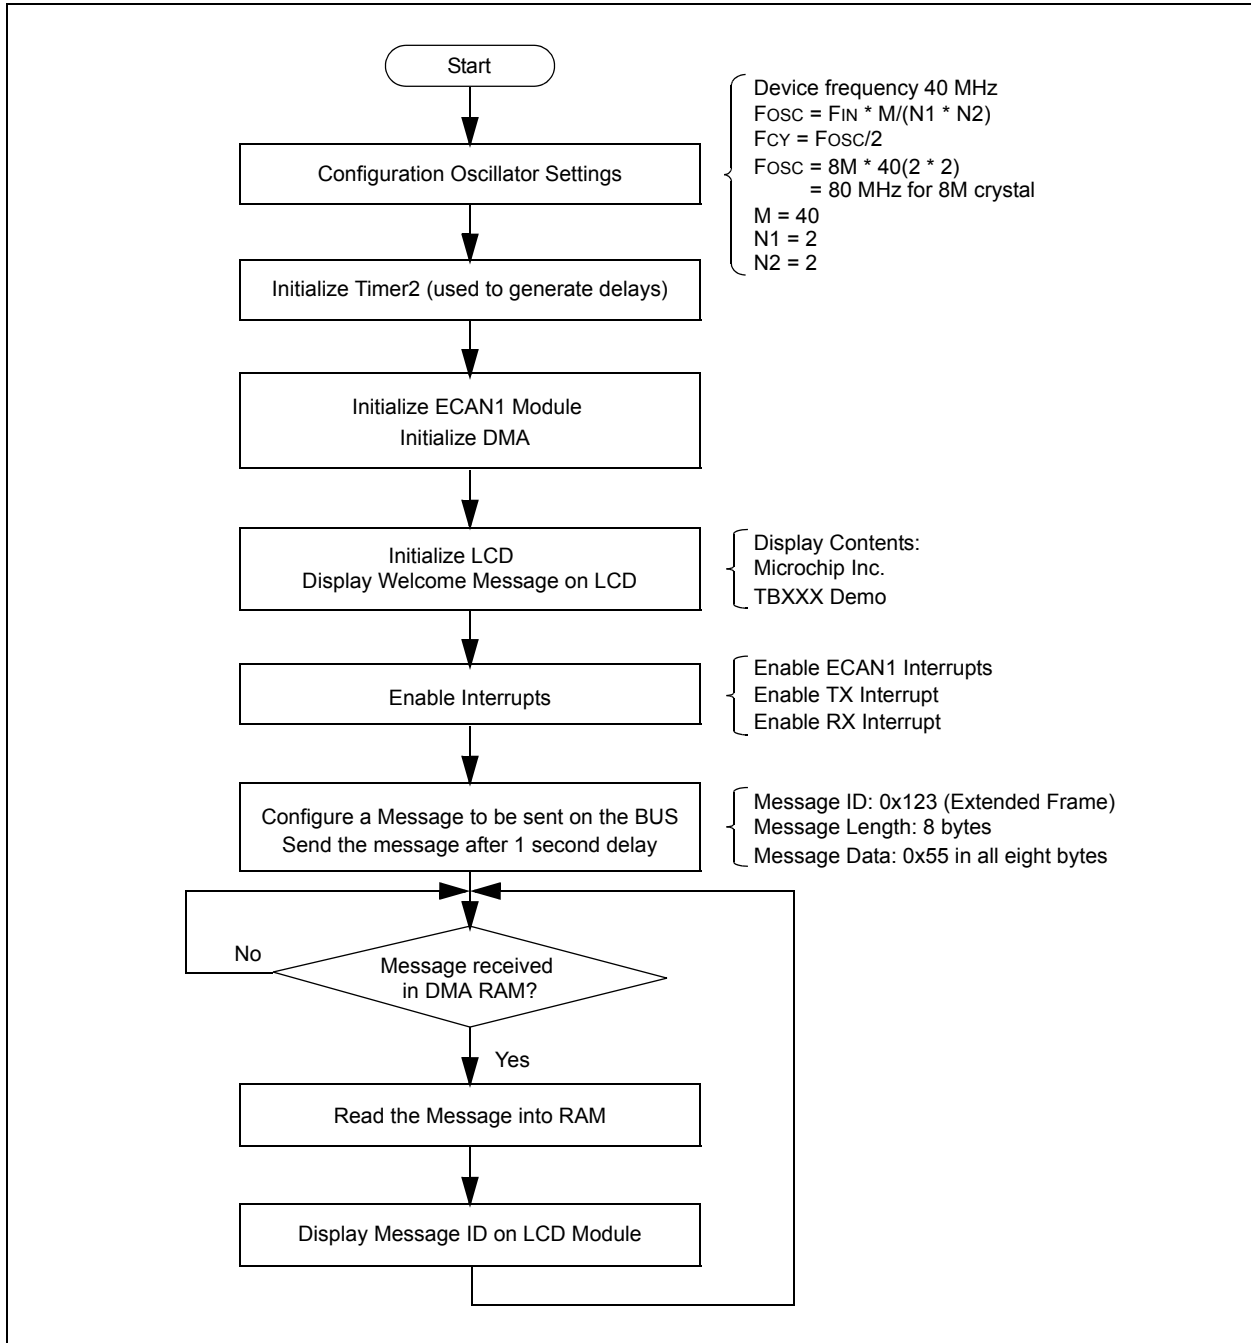 Start
Device frequency 40 MHz
FOSC = FIN * M/(N1 * N2)
FCY = FOSC/2
FOSC = 8M * 40(2 * 2)
= 80 MHz for 8M crystal
M = 40
N1 = 2
N2 = 2
Configuration Oscillator Settings
Initialize Timer2 (used to generate delays)
Initialize ECAN1 Module
Initialize DMA
Initialize LCD
Display Welcome Message on LCD
Display Contents:
Microchip Inc.
TBXXX Demo
Enable Interrupts
Enable ECAN1 Interrupts
Enable TX Interrupt
Enable RX Interrupt
Configure a Message to be sent on the BUS
Send the message after 1 second delay
Message ID: 0x123 (Extended Frame)
Message Length: 8 bytes
Message Data: 0x55 in all eight bytes
No
Message received
in DMA RAM?
Yes
Read the Message into RAM
Display Message ID on LCD Module